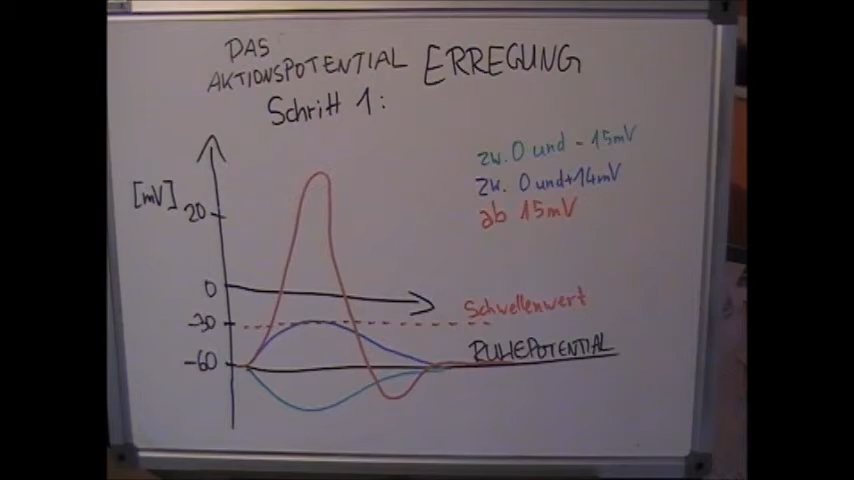 DAS
AKTIONSPOTENTIAL ERREGUNG
Schritt 1:
zw. 0 und - 15mV
zw. 0 und +14mV
ab 15mV
[mV]
20
0
Schwellenwert
-30
RUHEPOTENTIAL
-60